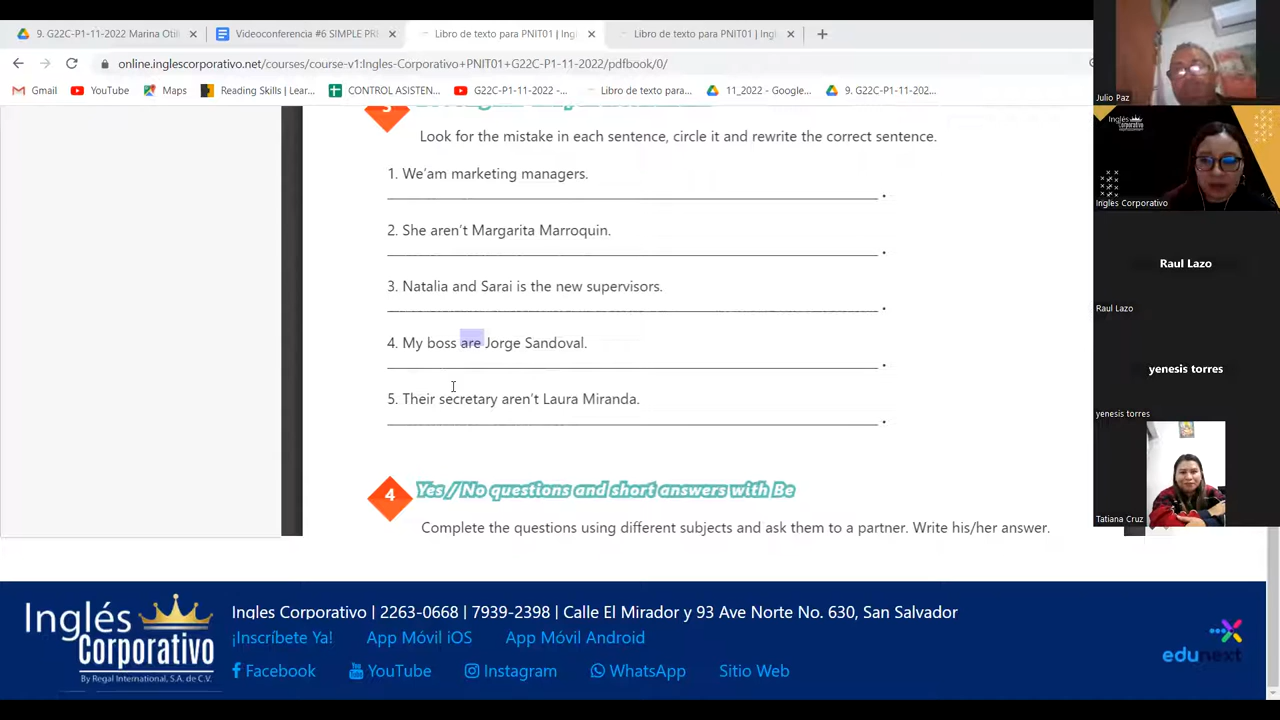 9. G22C-P1-11-2022 Marina Otili
Videoconferencia #6 SIMPLE PRE
Libro de texto para PNIT01 | Ingl
Libro de texto para PNIT01 | Ingl
online.inglescorporativo.net/courses/course-v1:Ingles-Corporativo+PNIT01+G22C-P1-11-2022/pdfbook/0/
Gmail
YouTube
Maps
Reading Skills | Lear...
CONTROL ASISTEN...
G22C-P1-11-2022 -...
Libro de texto para...
11_2022 - Google...
9. G22C-P1-11-202...
Look for the mistake in each sentence, circle it and rewrite the correct sentence.
1. We'am marketing managers.
2. She aren't Margarita Marroquin.
3. Natalia and Sarai is the new supervisors.
4. My boss are Jorge Sandoval.
5. Their secretary aren't Laura Miranda.
4
Yes / No questions and short answers with Be
Complete the questions using different subjects and ask them to a partner. Write his/her answer.
Julio Paz
Inglés Corporativo
Ingles Corporativo
Raul Lazo
Raul Lazo
yenesis torres
yenesis torres
Tatiana Cruz
Inglés Corporativo
By Regal International, S.A. de C.V.
Ingles Corporativo | 2263-0668 | 7939-2398 | Calle El Mirador y 93 Ave Norte No. 630, San Salvador
¡Inscríbete Ya!
App Móvil iOS
App Móvil Android
Facebook
YouTube
Instagram
WhatsApp
Sitio Web
edunext